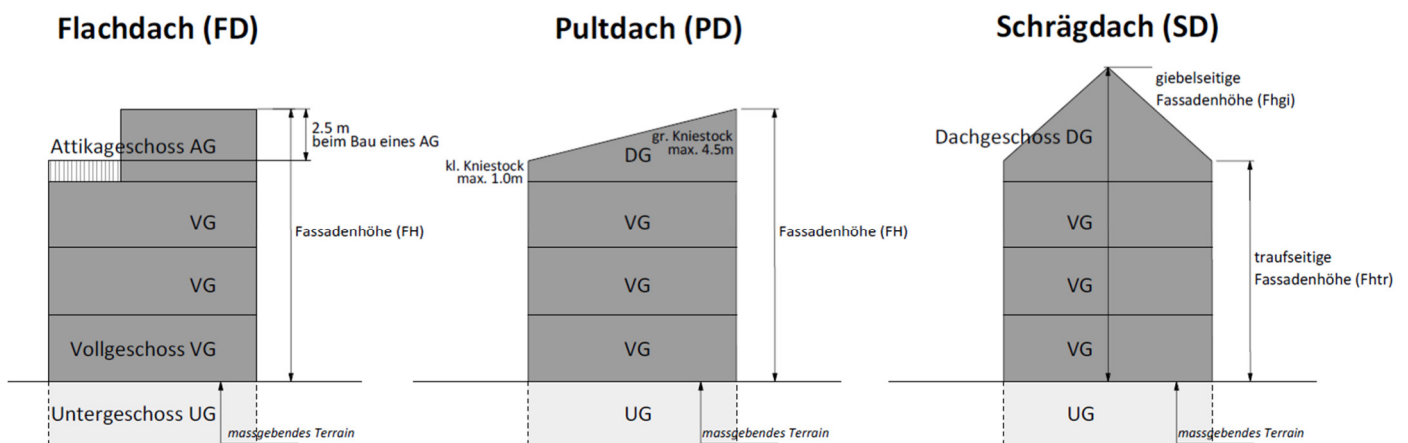 Flachdach (FD)
2.5 m
beim Bau eines AG
Attikageschoss AG
VG
Fassadenhöhe (FH)
VG
Vollgeschoss VG
Untergeschoss UG
massgebendes Terrain
Pultdach (PD)
gr. Kniestock
max. 4.5m
DG
kl. Kniestock
max. 1.0m
VG
Fassadenhöhe (FH)
VG
VG
UG
massgebendes Terrain
Schrägdach (SD)
giebelseitige
Fassadenhöhe (Fhgi)
Dachgeschoss DG
VG
traufseitige
Fassadenhöhe (Fhtr)
VG
VG
UG
massgebendes Terrain